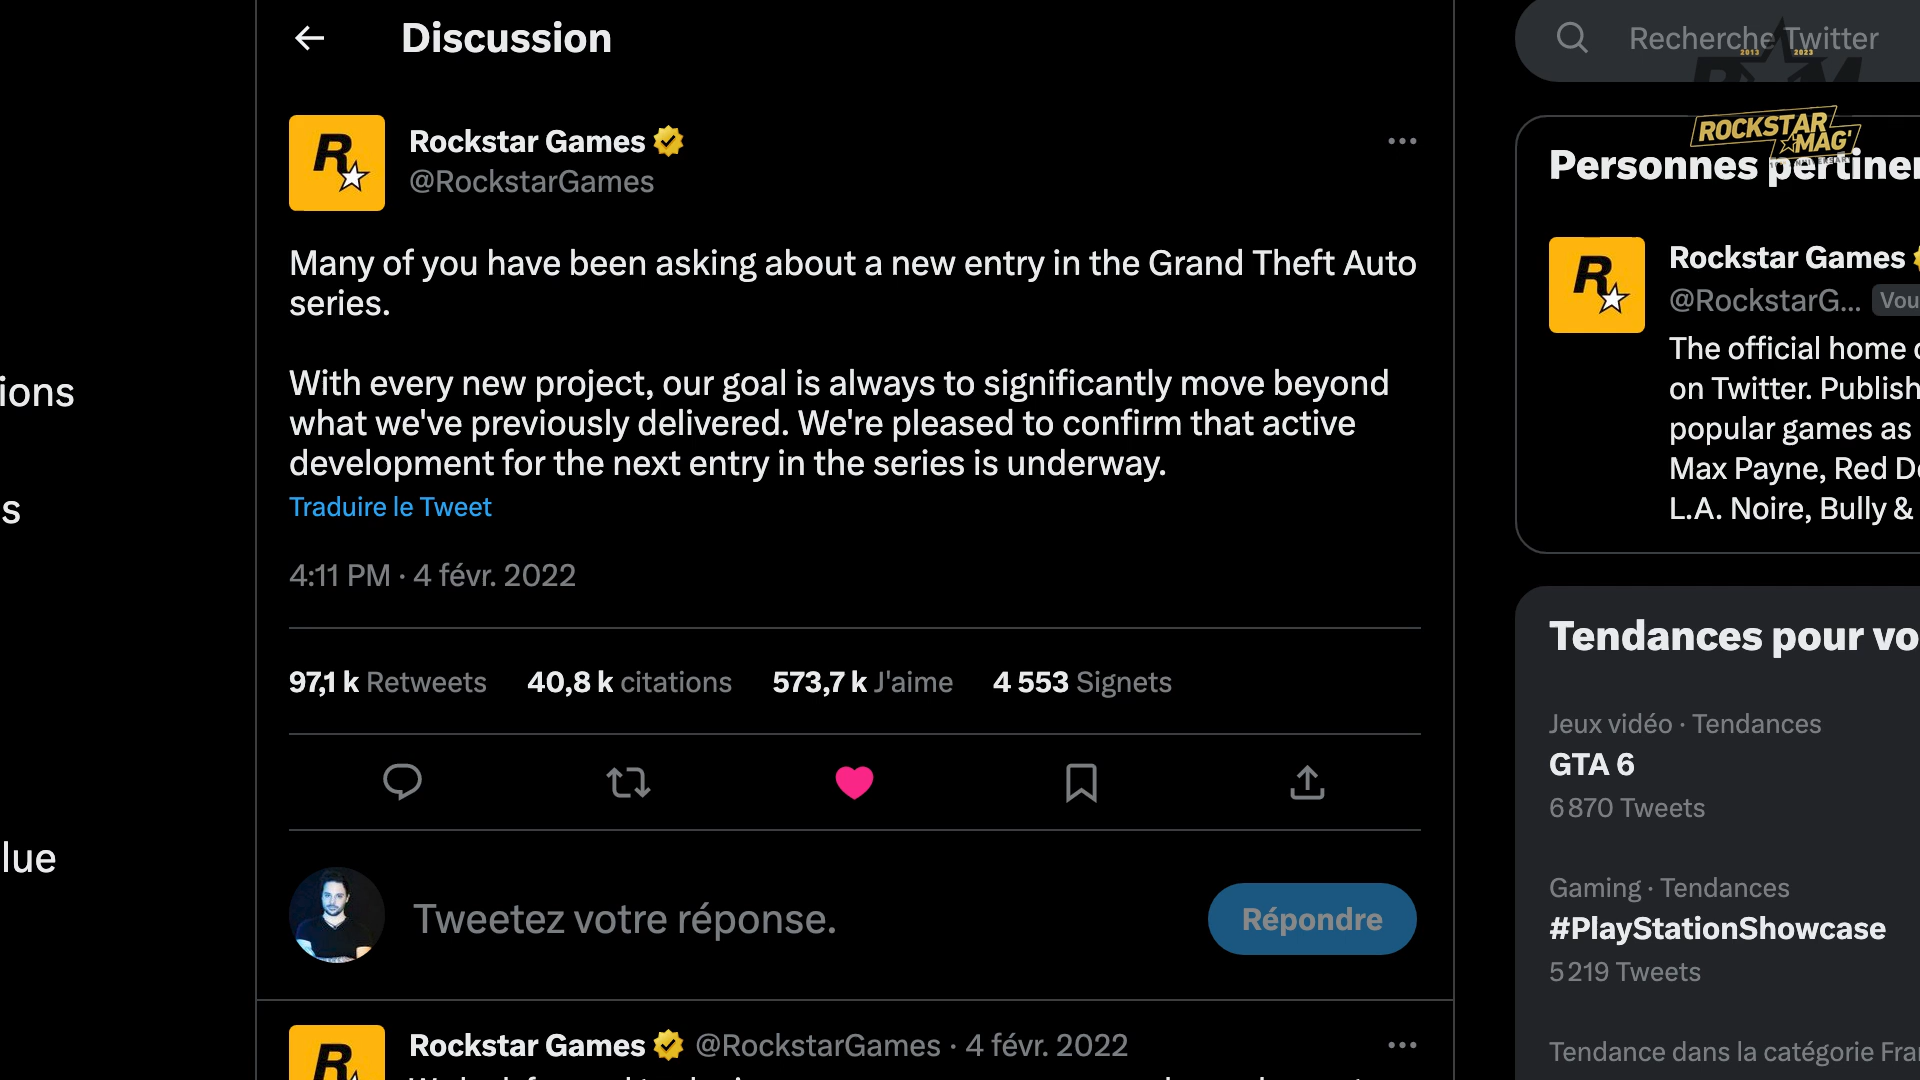 Discussion
Recherche Twitter
2013 2023
ROCKSTAR
MAG'
ions
s
lue
Rockstar Games
@RockstarGames
Many of you have been asking about a new entry in the Grand Theft Auto
series.
With every new project, our goal is always to significantly move beyond
what we've previously delivered. We're pleased to confirm that active
development for the next entry in the series is underway.
Traduire le Tweet
4:11 PM · 4 févr. 2022
97,1 k Retweets 40,8 k citations 573,7 k J'aime 4 553 Signets
Tweetez votre réponse.
Répondre
Rockstar Games @RockstarGames · 4 févr. 2022
Personnes pertinen
Rockstar Games
@RockstarG... Vou
The official home
on Twitter. Publish
popular games as
Max Payne, Red De
L.A. Noire, Bully &
Tendances pour vo
Jeux vidéo · Tendances
GTA 6
6 870 Tweets
Gaming · Tendances
#PlayStationShowcase
5 219 Tweets
Tendance dans la catégorie Fra